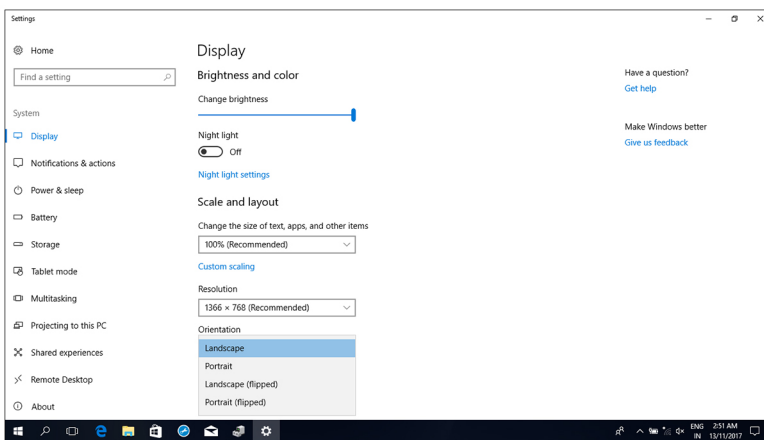 Settings
Home
Find a setting
System
Display
Notifications & actions
Power & sleep
Battery
Storage
Tablet mode
Multitasking
Projecting to this PC
Shared experiences
Remote Desktop
About
Display
Brightness and color
Change brightness
Night light
Off
Night light settings
Scale and layout
Change the size of text, apps, and other items
100% (Recommended)
Custom scaling
Resolution
1366 × 768 (Recommended)
Orientation
Landscape
Portrait
Landscape (flipped)
Portrait (flipped)
Have a question?
Get help
Make Windows better
Give us feedback
ENG
IN
2:51 AM
13/11/2017